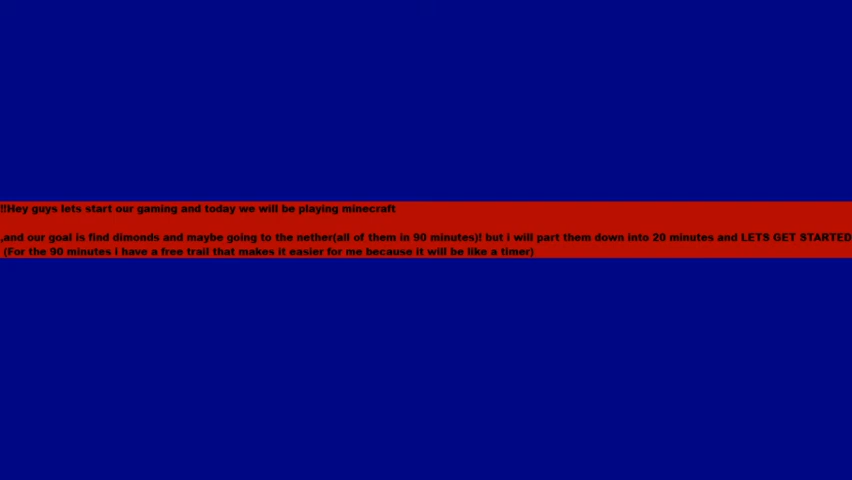 !!Hey guys lets start our gaming and today we will be playing minecraft
,and our goal is find dimonds and maybe going to the nether(all of them in 90 minutes)! but i will part them down into 20 minutes and LETS GET STARTED
(For the 90 minutes i have a free trail that makes it easier for me because it will be like a timer)